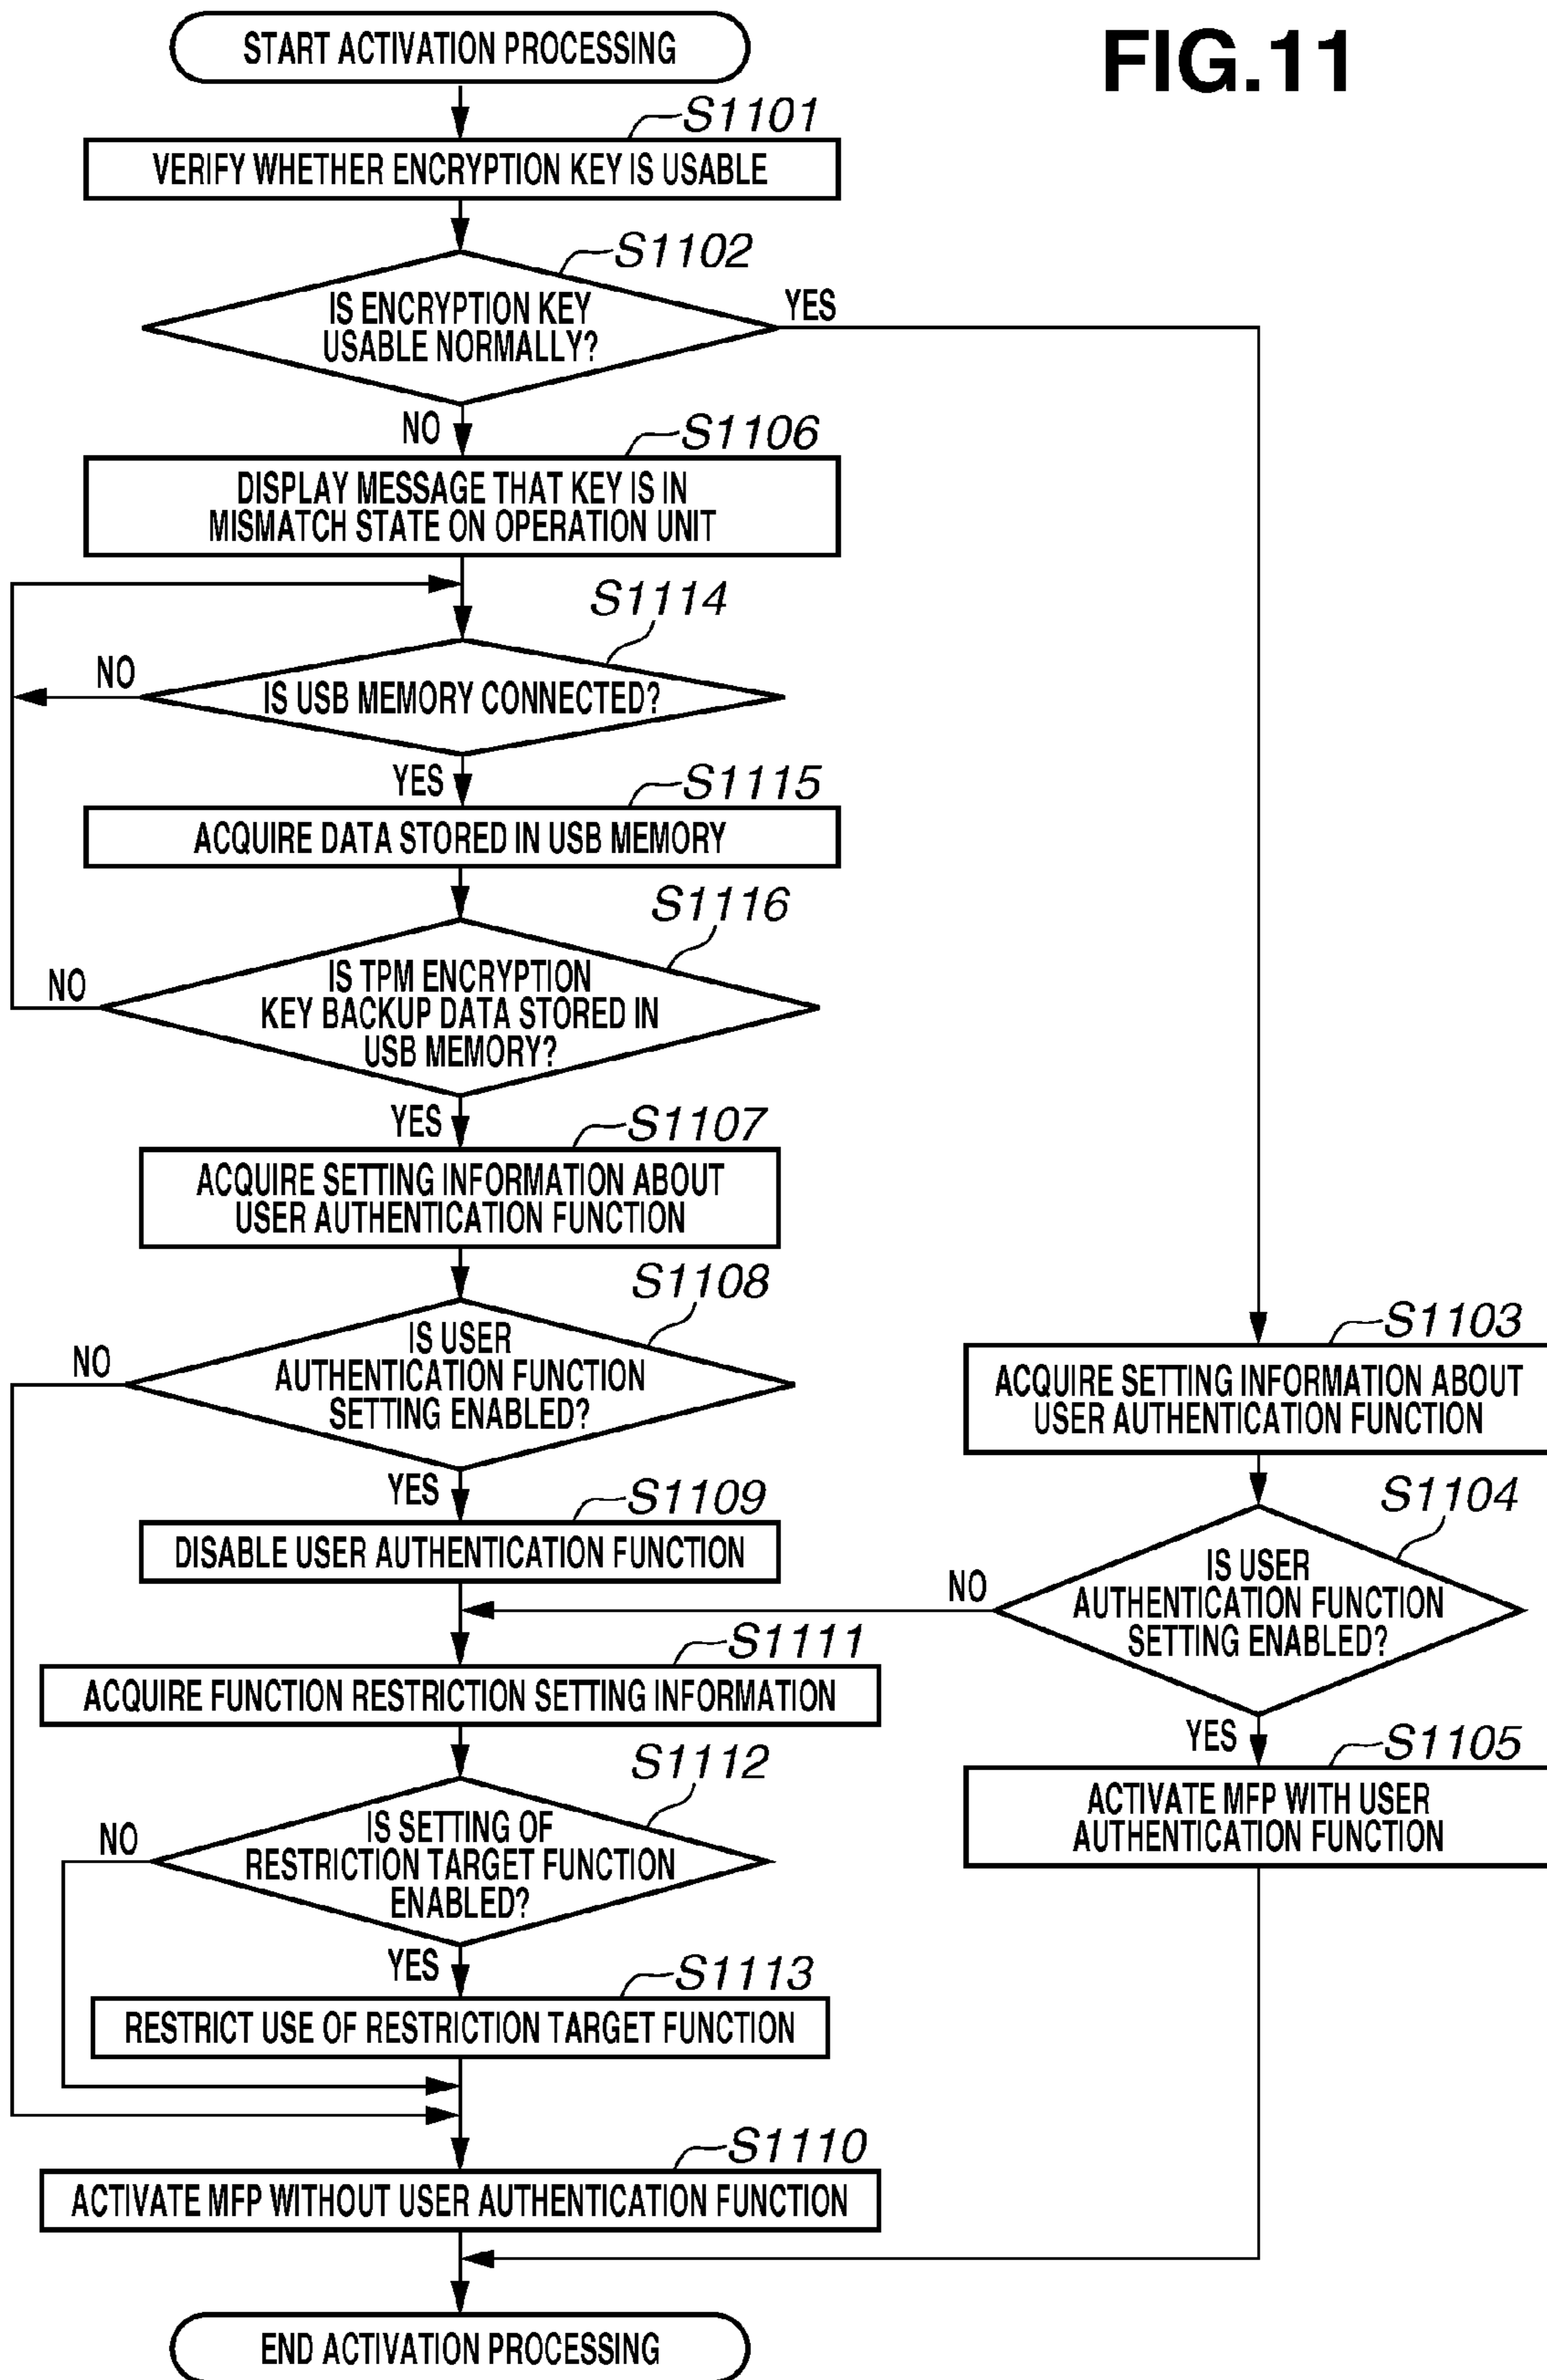 FIG.11
START ACTIVATION PROCESSING
S1101
VERIFY WHETHER ENCRYPTION KEY IS USABLE
S1102
IS ENCRYPTION KEY
USABLE NORMALLY?
YES
NO
S1106
DISPLAY MESSAGE THAT KEY IS IN
MISMATCH STATE ON OPERATION UNIT
S1114
NO
IS USB MEMORY CONNECTED?
YES
S1115
ACQUIRE DATA STORED IN USB MEMORY
S1116
NO
IS TPM ENCRYPTION
KEY BACKUP DATA STORED IN
USB MEMORY?
YES
S1107
ACQUIRE SETTING INFORMATION ABOUT
USER AUTHENTICATION FUNCTION
S1108
NO
IS USER
AUTHENTICATION FUNCTION
SETTING ENABLED?
YES
S1109
DISABLE USER AUTHENTICATION FUNCTION
S1103
ACQUIRE SETTING INFORMATION ABOUT
USER AUTHENTICATION FUNCTION
S1104
NO
IS USER
AUTHENTICATION FUNCTION
SETTING ENABLED?
YES
S1105
ACTIVATE MFP WITH USER
AUTHENTICATION FUNCTION
S1111
ACQUIRE FUNCTION RESTRICTION SETTING INFORMATION
S1112
NO
IS SETTING OF
RESTRICTION TARGET FUNCTION
ENABLED?
YES
S1113
RESTRICT USE OF RESTRICTION TARGET FUNCTION
S1110
ACTIVATE MFP WITHOUT USER AUTHENTICATION FUNCTION
END ACTIVATION PROCESSING